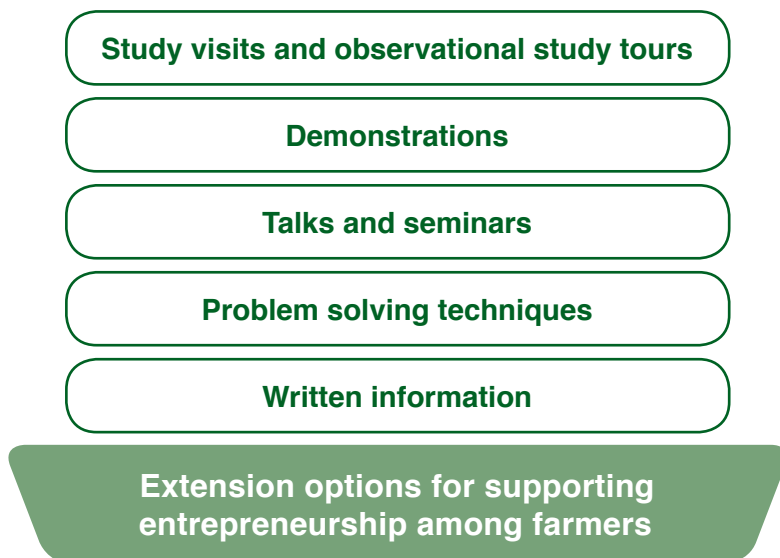 Study visits and observational study tours
Demonstrations
Talks and seminars
Problem solving techniques
Written information
Extension options for supporting
entrepreneurship among farmers